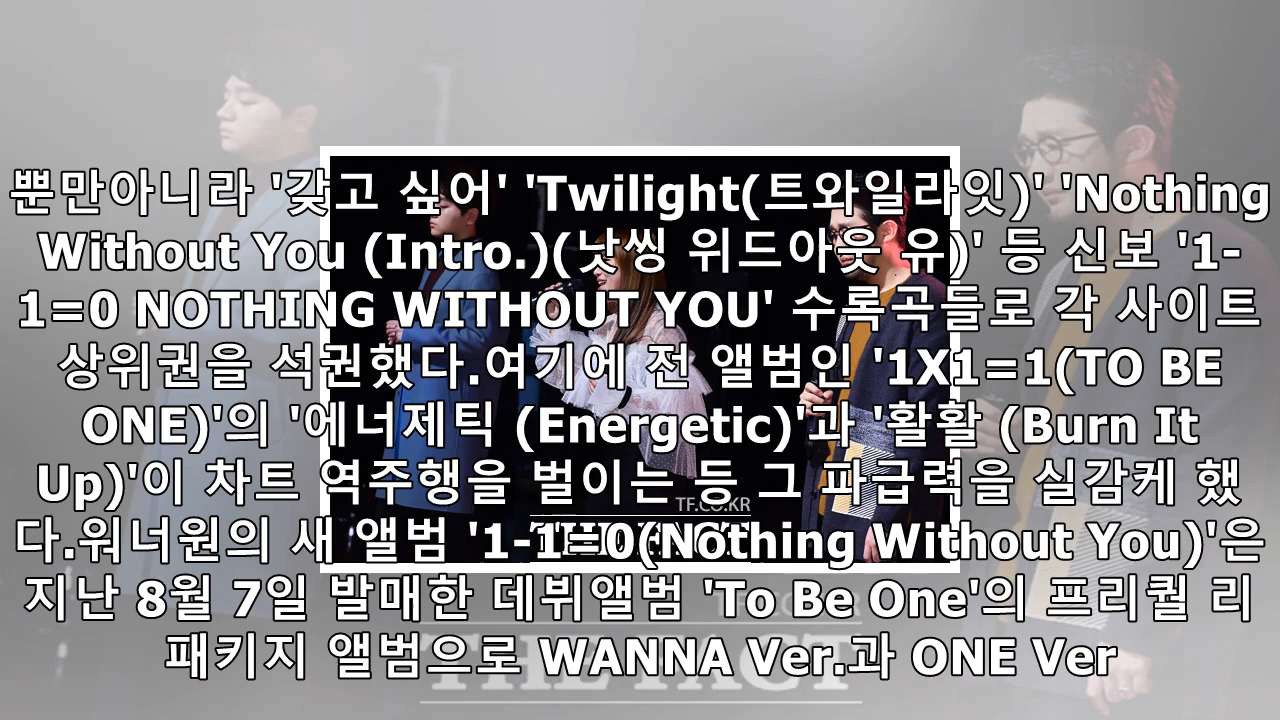 뿐만아니라 '갖고 싶어' 'Twilight(트와일라잇)' 'Nothing
Without You (Intro.)(낫씽 위드아웃 유)' 등 신보 '1-
1=0 NOTHING WITHOUT YOU' 수록곡들로 각 사이트
상위권을 석권했다.여기에 전 앨범인 '1X1=1(TO BE
ONE)'의 '에너제틱 (Energetic)'과 '활활 (Burn It
Up)'이 차트 역주행을 벌이는 등 그 파급력을 실감케 했
다.워너원의 새 앨범 '1-1=0(Nothing Without You)'은
지난 8월 7일 발매한 데뷔앨범 'To Be One'의 프리퀄 리
패키지 앨범으로 WANNA Ver.과 ONE Ver
TF.CO.KR
THE FACT
THE FACT